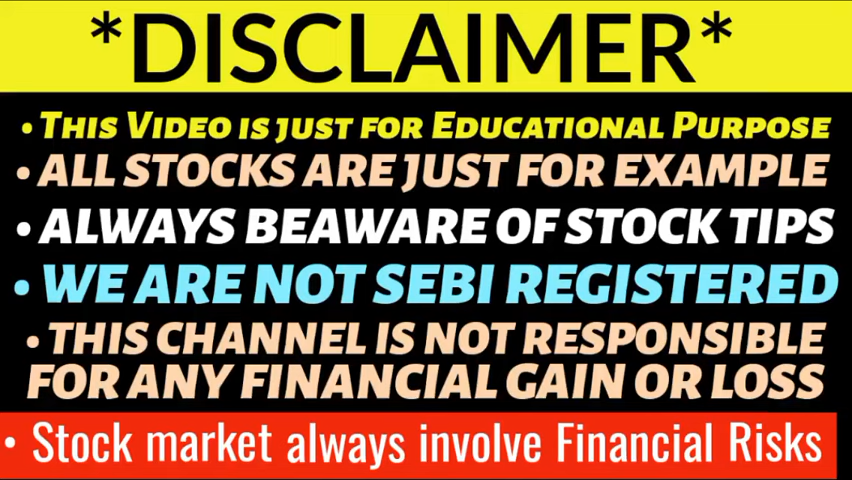 *DISCLAIMER*
• This Video is just for Educational Purpose
• ALL STOCKS ARE JUST FOR EXAMPLE
• ALWAYS BEAWARE OF STOCK TIPS
• WE ARE NOT SEBI REGISTERED
• THIS CHANNEL IS NOT RESPONSIBLE
FOR ANY FINANCIAL GAIN OR LOSS
• Stock market always involve Financial Risks